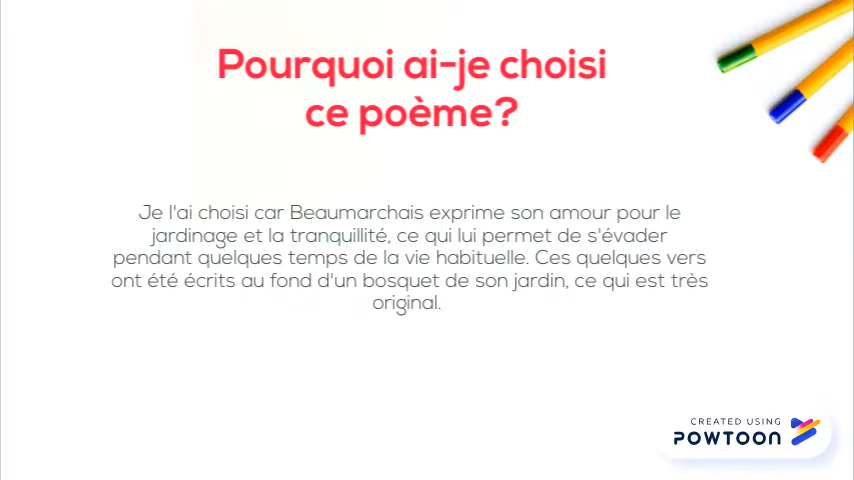 Pourquoi ai-je choisi
ce poème?
Je l'ai choisi car Beaumarchais exprime son amour pour le
jardinage et la tranquillité, ce qui lui permet de s'évader
pendant quelques temps de la vie habituelle. Ces quelques vers
ont été écrits au fond d'un bosquet de son jardin, ce qui est très
original.
CREATED USING
POWTOON